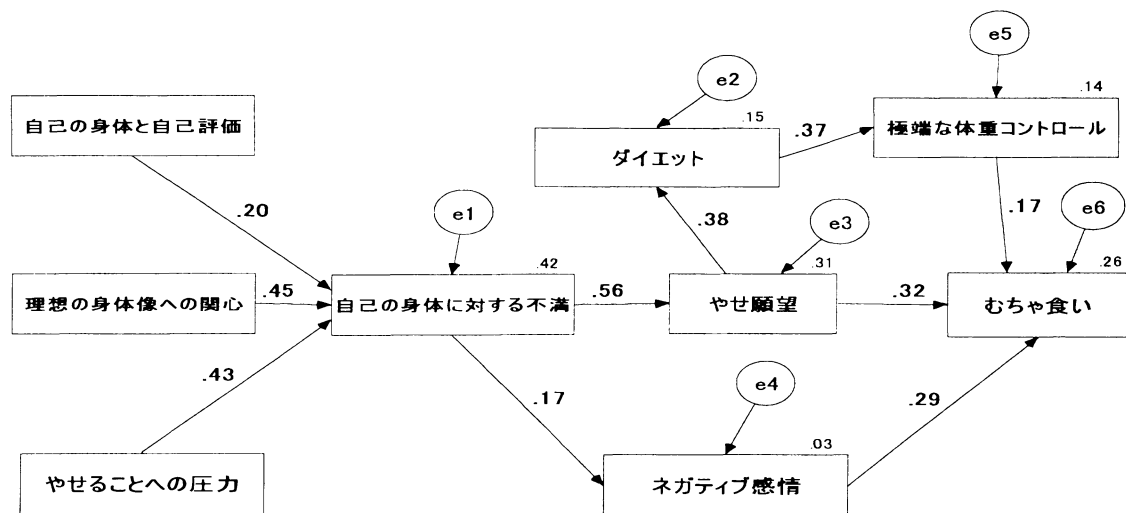 e5
e2
.14
自己の身体と自己評価
.15
.37
極端な体重コントロール
ダイエット
.20
e1
.38
e3
.17
e6
.42
.31
.26
理想の身体像への関心
.45
自己の身体に対する不満
.56
やせ願望
.32
むちゃ食い
.43
.17
e4
.29
.03
やせることへの圧力
ネガティブ感情